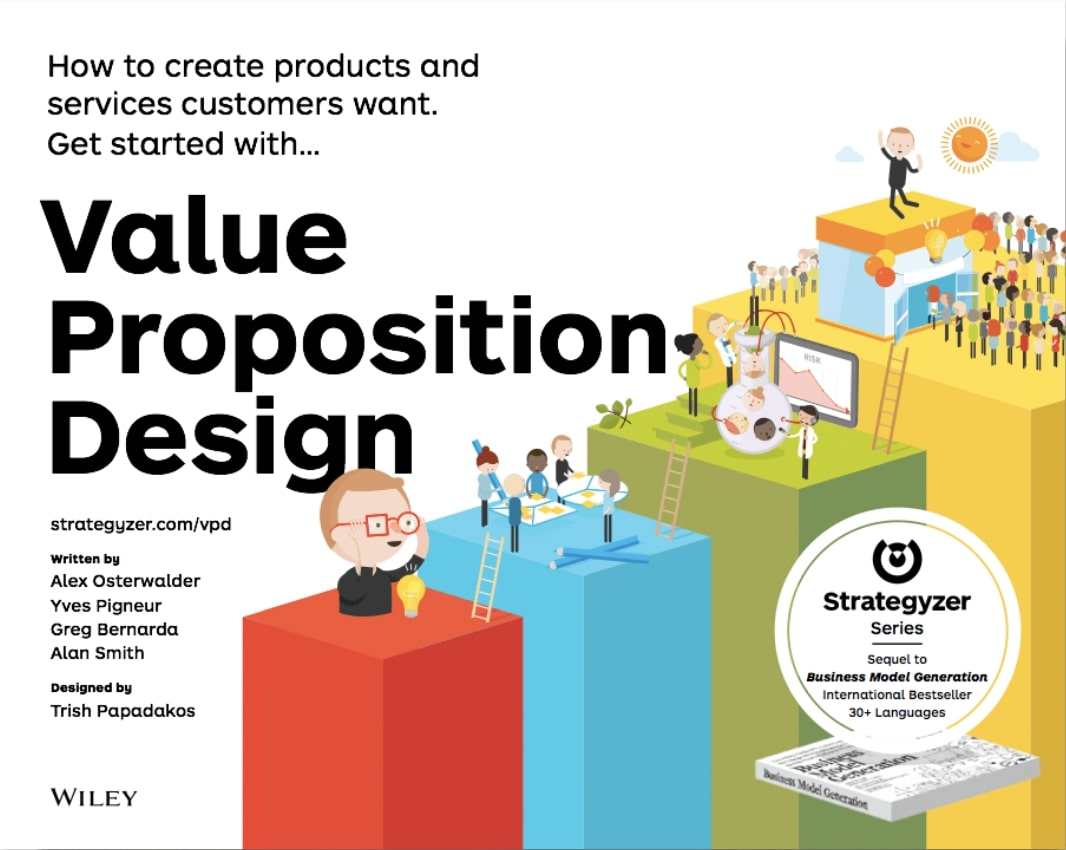 How to create products and
services customers want.
Get started with...
Value
Proposition
Design
strategyzer.com/vpd
Written by
Alex Osterwalder
Yves Pigneur
Greg Bernarda
Alan Smith
Designed by
Trish Papadakos
WILEY
RISK
Strategyzer
Series
Sequel to
Business Model Generation
International Bestseller
30+ Languages
Business
Model
Generation
Business Model Generation